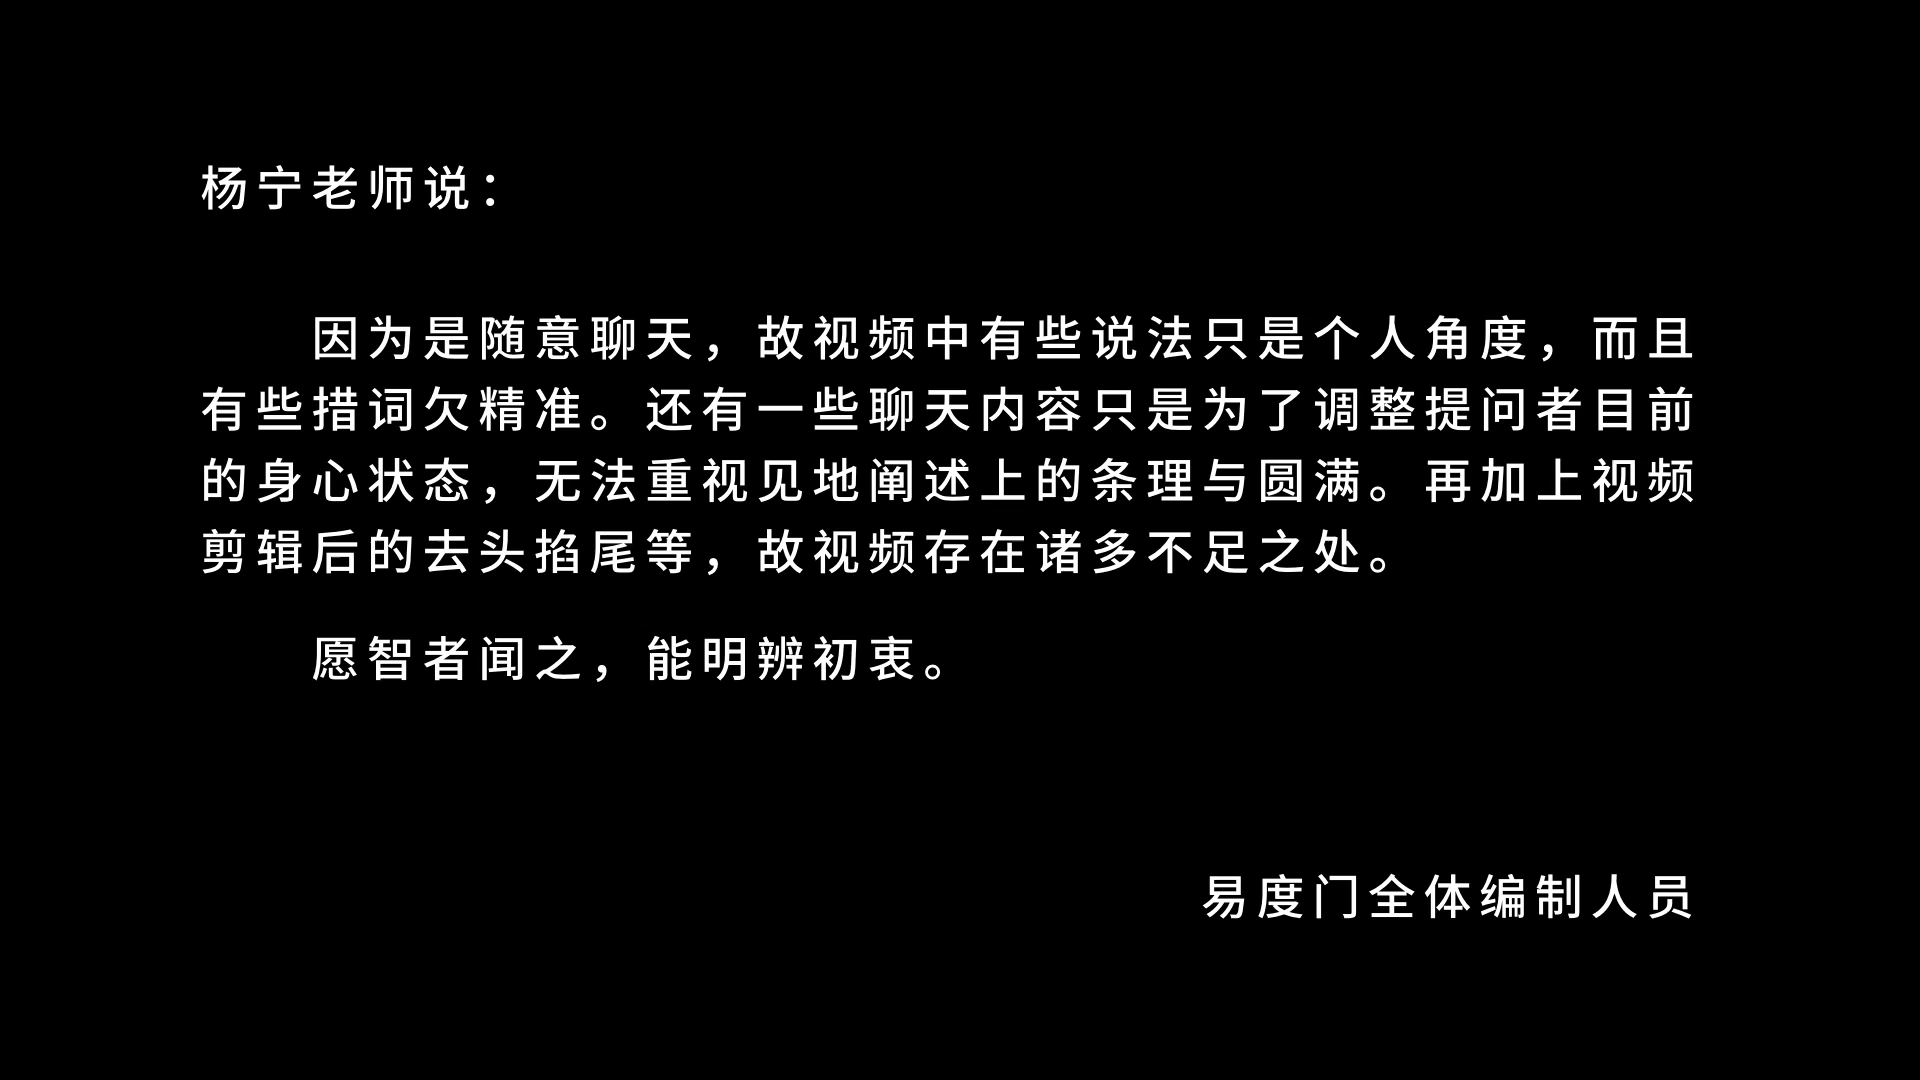 杨宁老师说：
因为是随意聊天，故视频中有些说法只是个人角度，而且
有些措词欠精准。还有一些聊天内容只是为了调整提问者目前
的身心状态，无法重视见地阐述上的条理与圆满。再加上视频
剪辑后的去头掐尾等，故视频存在诸多不足之处。
愿智者闻之，能明辨初衷。
易度门全体编制人员